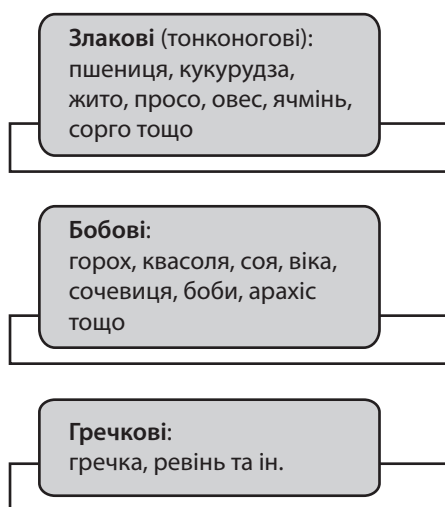 Злакові (тонконогові):
пшениця, кукурудза,
жито, просо, овес, ячмінь,
сорго тощо
Бобові:
горох, квасоля, соя, віка,
сочевиця, боби, арахіс
тощо
Гречкові:
гречка, ревінь та ін.